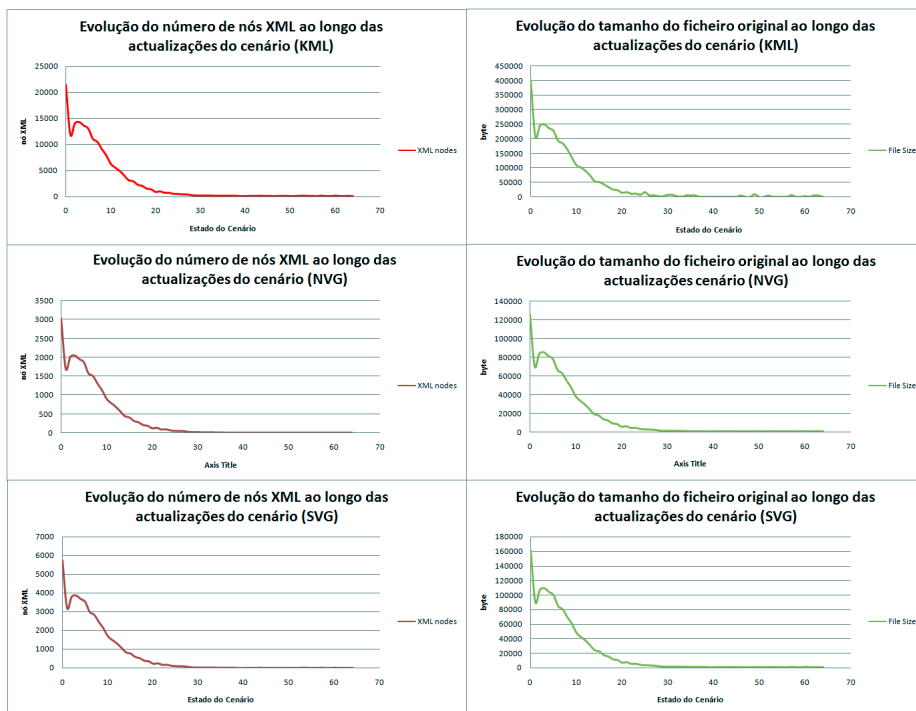 Evolução do número de nós XML ao longo das
actualizações do cenário (KML)
25000
20000
15000
10000
5000
0
nó XML
0 10 20 30 40 50 60 70
Estado do Cenário
XML nodes
Evolução do tamanho do ficheiro original ao longo das
actualizações do cenário (KML)
450000
400000
350000
300000
250000
200000
150000
100000
50000
0
byte
0 10 20 30 40 50 60 70
Estado do Cenário
File Size
Evolução do número de nós XML ao longo das
actualizações do cenário (NVG)
3500
3000
2500
2000
1500
1000
500
0
nó XML
0 10 20 30 40 50 60 70
Axis Title
XML nodes
Evolução do tamanho do ficheiro original ao longo das
actualizações cenário (NVG)
140000
120000
100000
80000
60000
40000
20000
0
byte
0 10 20 30 40 50 60 70
Axis Title
File Size
Evolução do número de nós XML ao longo das
actualizações do cenário (SVG)
7000
6000
5000
4000
3000
2000
1000
0
nó XML
0 10 20 30 40 50 60 70
Estado do Cenário
XML nodes
Evolução do tamanho do ficheiro original ao longo das
actualizações do cenário (SVG)
180000
160000
140000
120000
100000
80000
60000
40000
20000
0
byte
0 10 20 30 40 50 60 70
Estado do Cenário
File Size